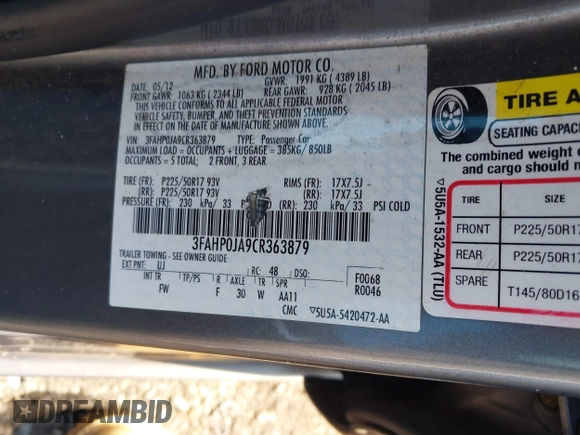 MFD. BY FORD MOTOR CO.
05/12 GVWR: 1991 KG ( 4389 LB)
FRONT GAWR: 1063 KG ( 2344 LB) REAR GAWR: 928 KG ( 2045 LB)
THIS VEHICLE CONFORMS TO ALL APPLICABLE FEDERAL MOTOR
VEHICLE SAFETY, BUMPER, AND THEFT PREVENTION STANDARDS
IN EFFECT ON THE DATE OF MANUFACTURE SHOWN ABOVE.
VIN: 3FAHP0JA9CR363879 TYPE: Passenger Car
MAXIMUM LOAD = OCCUPANTS + LUGGAGE = 385KG/850LB
OCCUPANTS = 5 TOTAL; 2 FRONT, 3 REAR
TIRE (FR): P225/50R17 93V RIMS (FR): 17X7.5J-
(RR): P225/50R17 93V (RR): 17X7.5J-
PRESSURE (FR): 230 kPa/ 33 (RR): 230 kPa/ 33 PSI COLD
3FAHP0JA9CR363879
TRAILER TOWING - SEE OWNER GUIDE
EXT PNT: UJ RC: 48 DSO: F0068
INT TR TP/PS R AXLE TR SPR R0046
FW F 30 W AA11
CMC ▽5U5A-5420472-AA
TIRE A
SEATING CAPAC
The combined weight o
and cargo should n
TIRE SIZE
FRONT P225/50R17
REAR P225/50R17
SPARE T145/80D16
▽5U5A-1532-AA (TLU)
DREAMBID